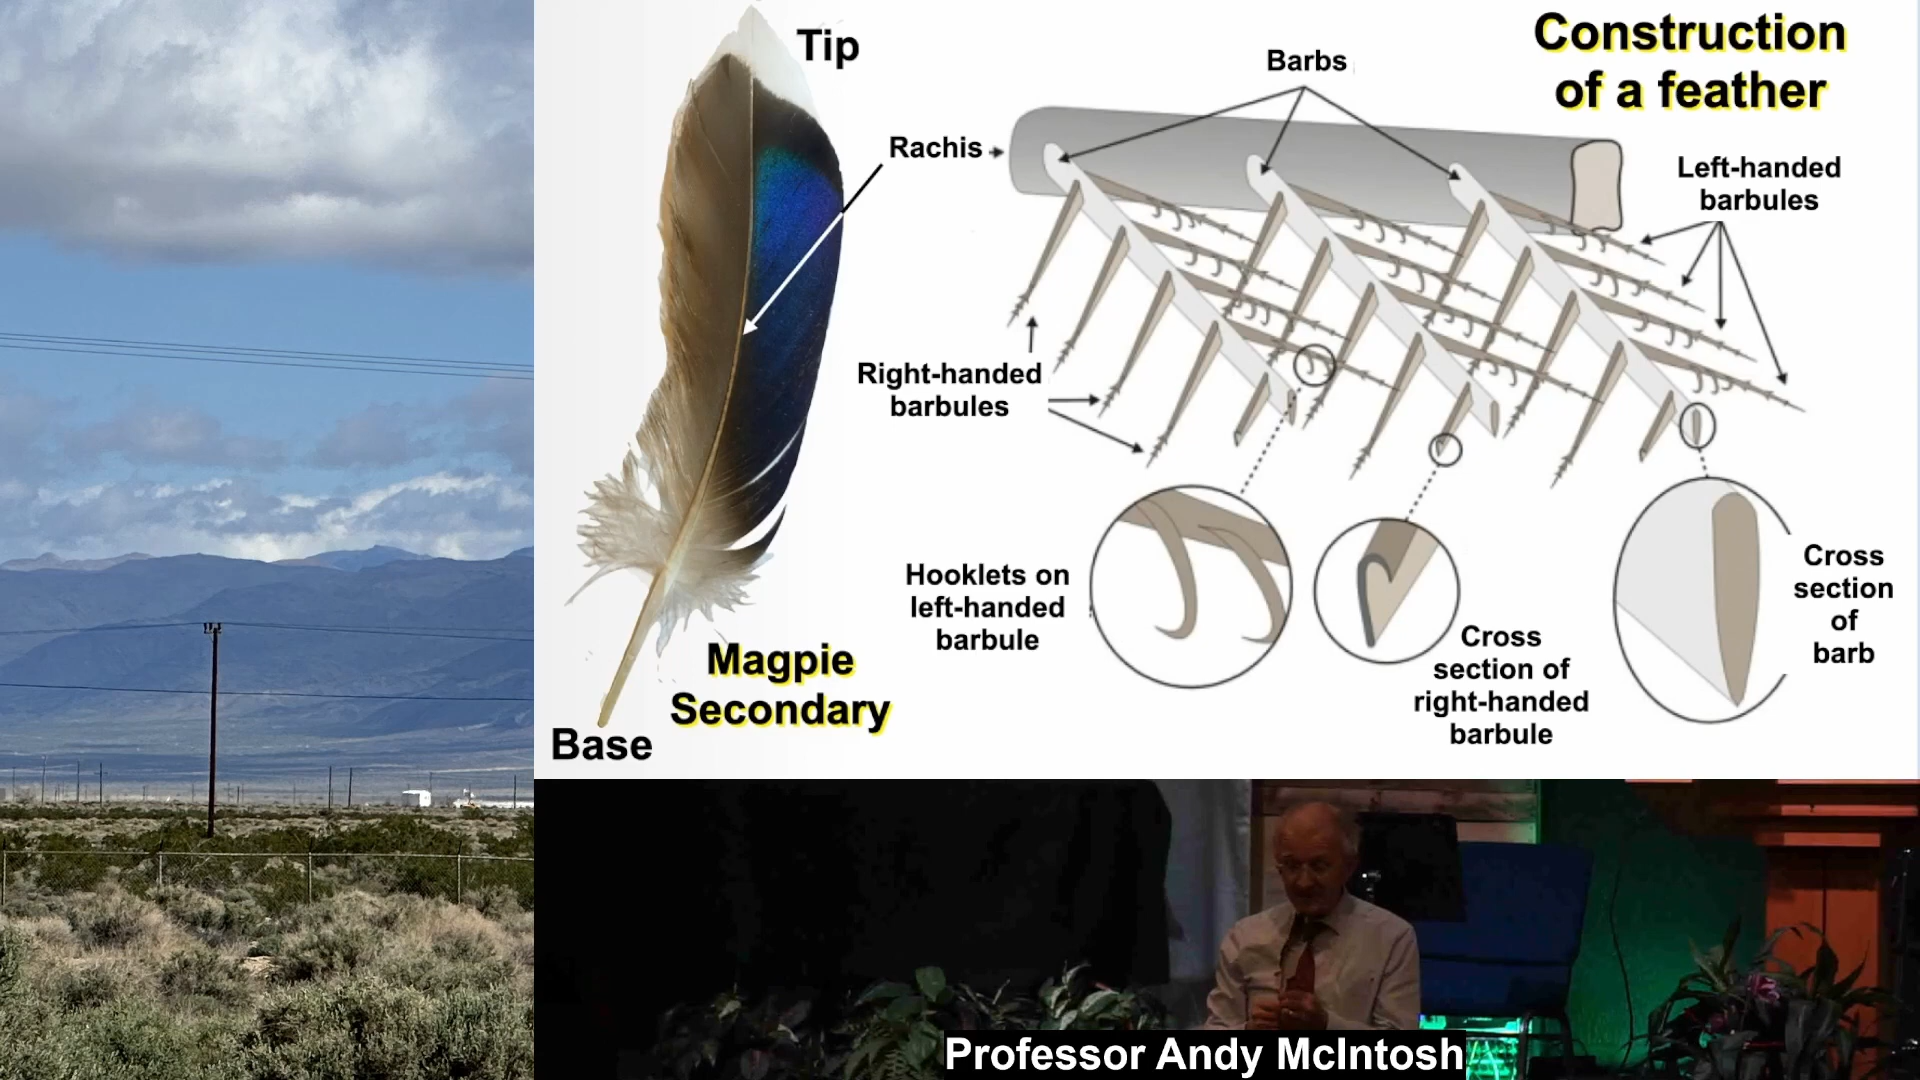 Construction
of a feather
Tip
Barbs
Rachis
Left-handed
barbules
Right-handed
barbules
Hooklets on
left-handed
barbule
Cross
section of
right-handed
barbule
Cross
section
of
barb
Magpie
Secondary
Base
Professor Andy McIntosh